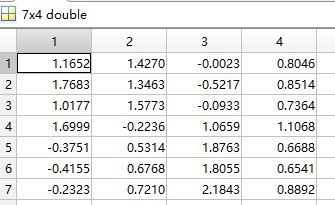 7x4 double
1 2 3 4
1 1.1652 1.4270 -0.0023 0.8046
2 1.7683 1.3463 -0.5217 0.8514
3 1.0177 1.5773 -0.0933 0.7364
4 1.6999 -0.2236 1.0659 1.1068
5 -0.3751 0.5314 1.8763 0.6688
6 -0.4155 0.6768 1.8055 0.6541
7 -0.2323 0.7210 2.1843 0.8892